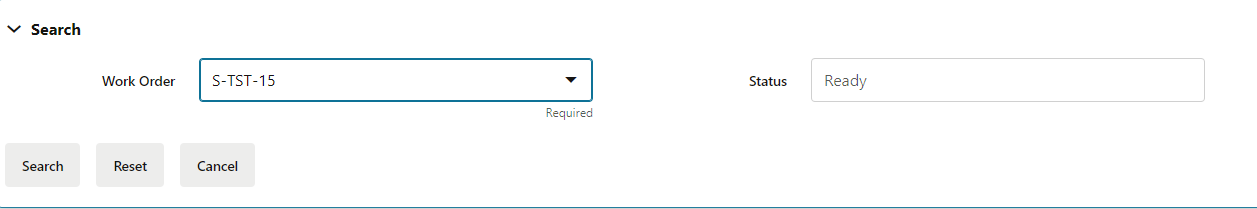 Search
Work Order S-TST-15 Status Ready
Required
Search Reset Cancel